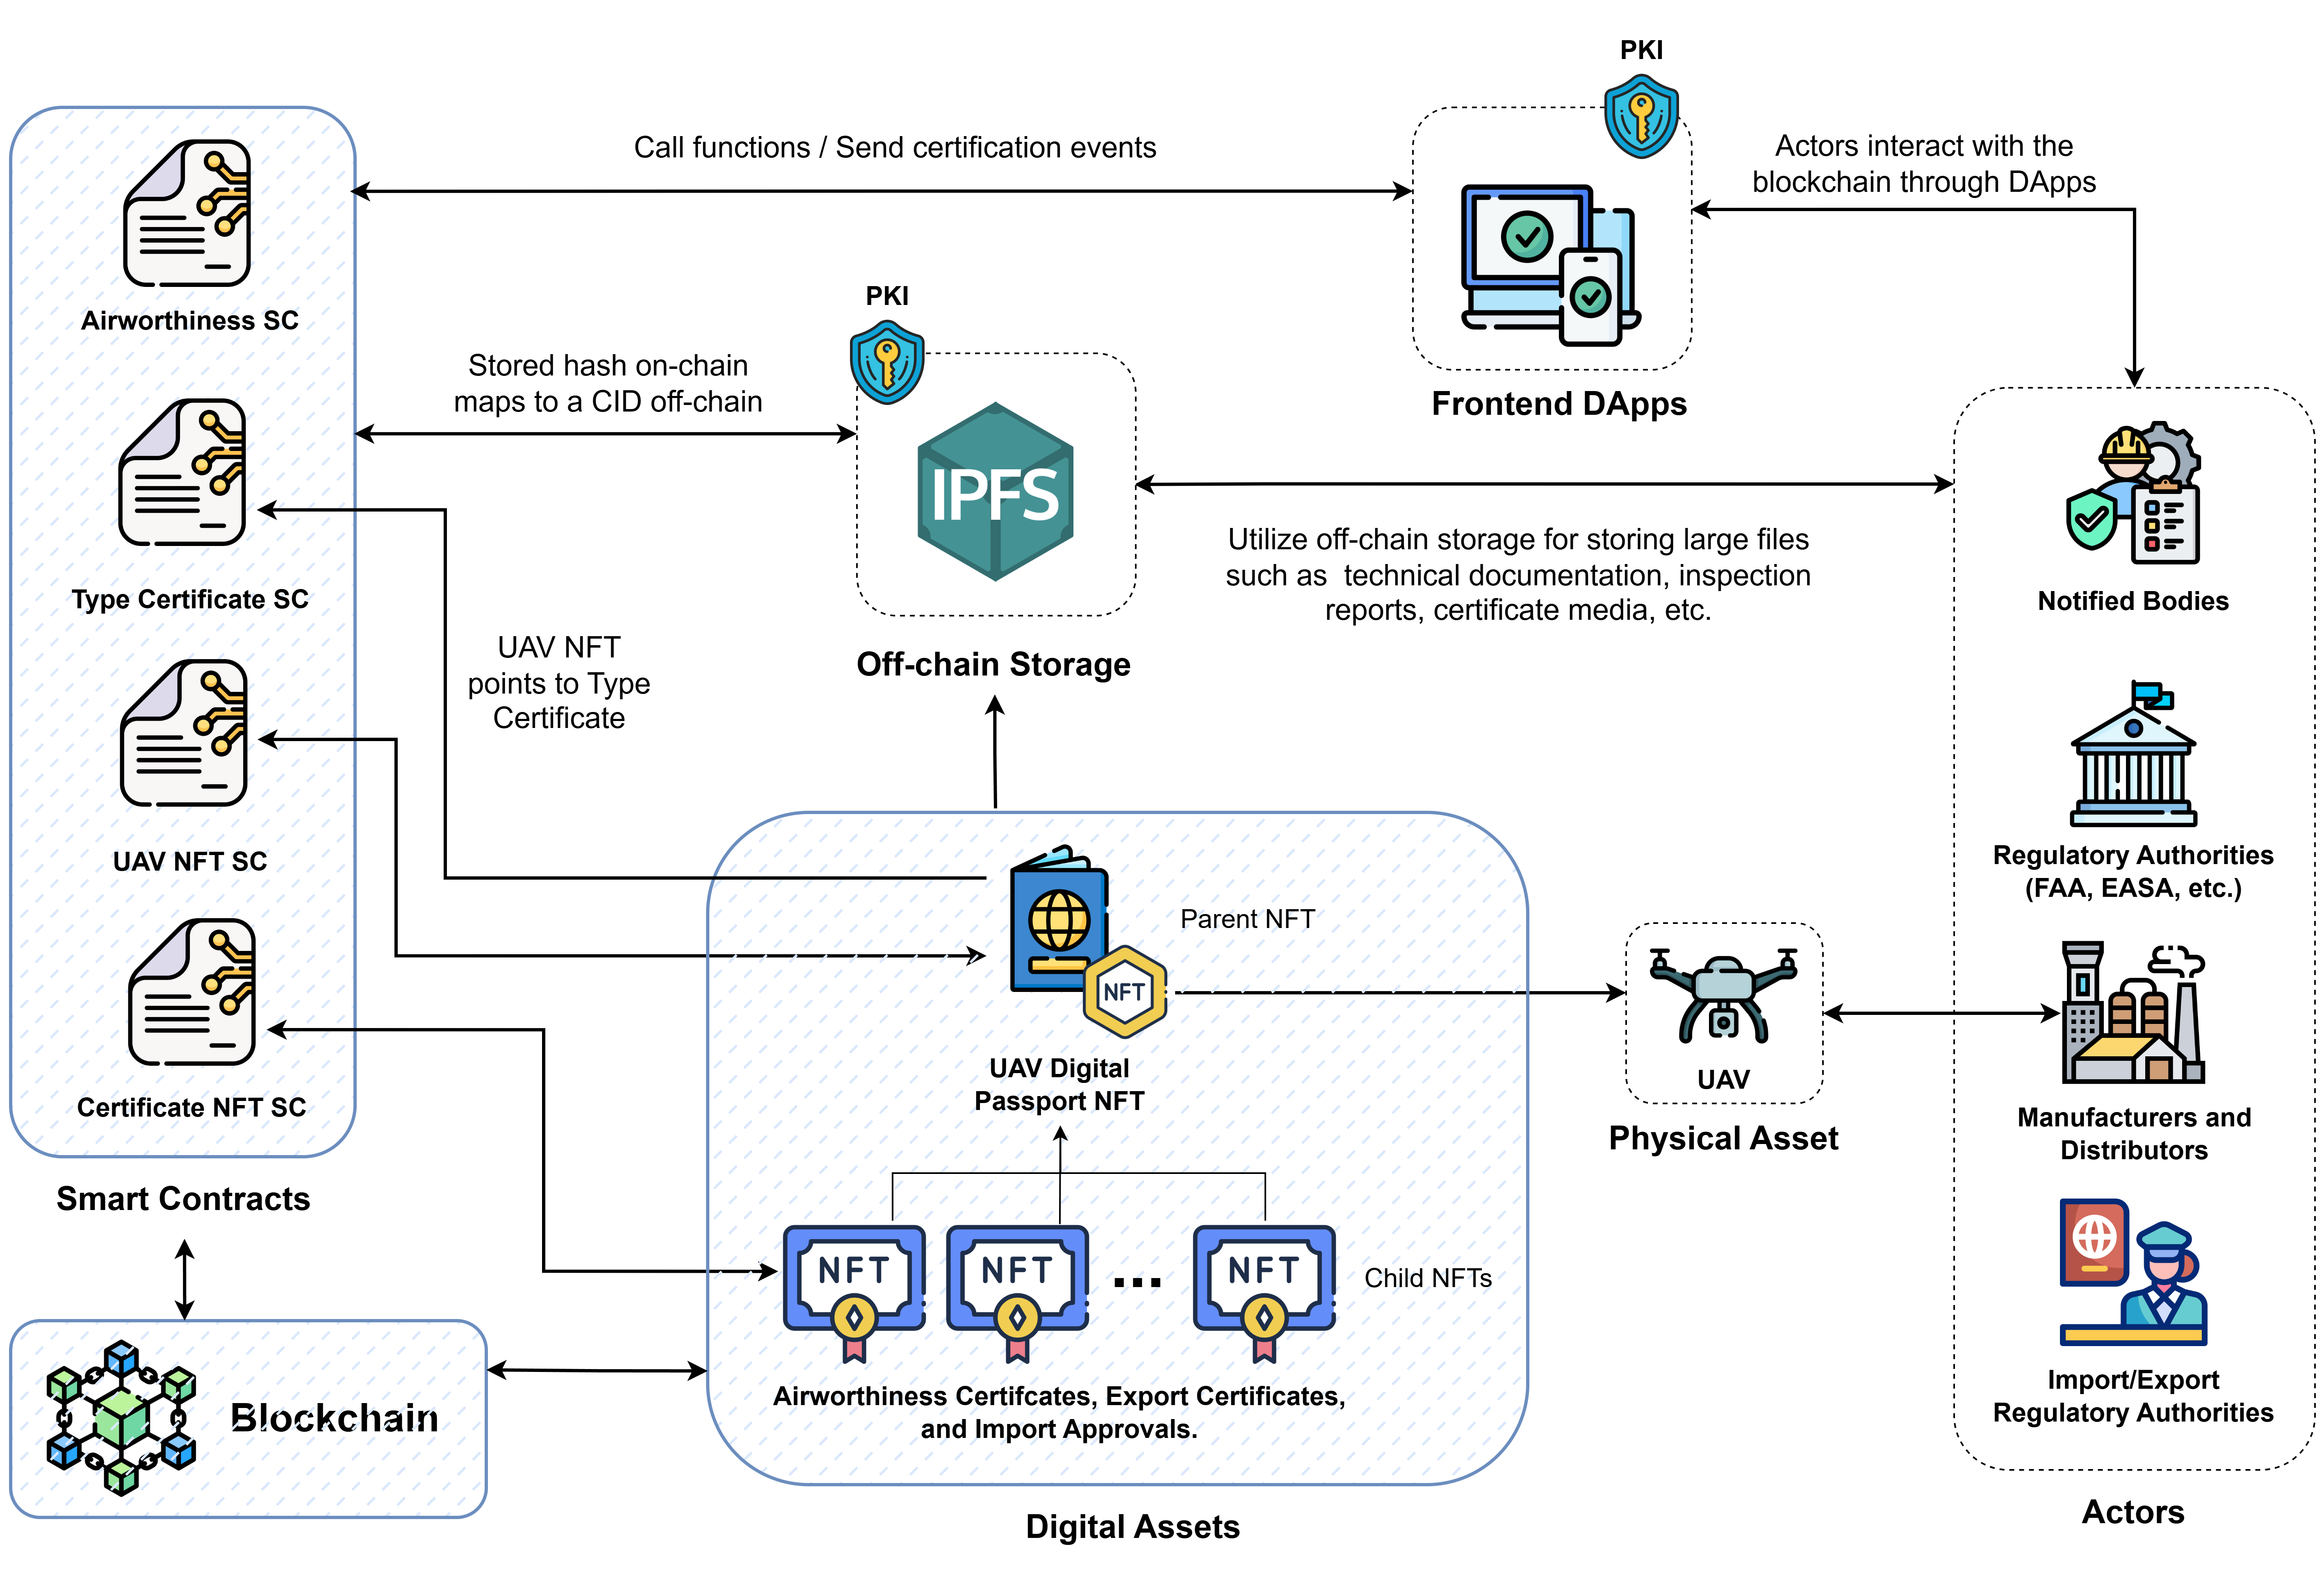 PKI
Call functions / Send certification events
Actors interact with the
blockchain through DApps
Airworthiness SC
PKI
Stored hash on-chain
maps to a CID off-chain
Frontend DApps
IPFS
Type Certificate SC
Utilize off-chain storage for storing large files
such as technical documentation, inspection
reports, certificate media, etc.
Notified Bodies
UAV NFT
points to Type
Certificate
Off-chain Storage
UAV NFT SC
Regulatory Authorities
(FAA, EASA, etc.)
Parent NFT
NFT
UAV Digital
Passport NFT
UAV
Physical Asset
Certificate NFT SC
Manufacturers and
Distributors
Smart Contracts
NFT
NFT
...
NFT
Child NFTs
Airworthiness Certifcates, Export Certificates,
and Import Approvals.
Import/Export
Regulatory Authorities
Blockchain
Digital Assets
Actors